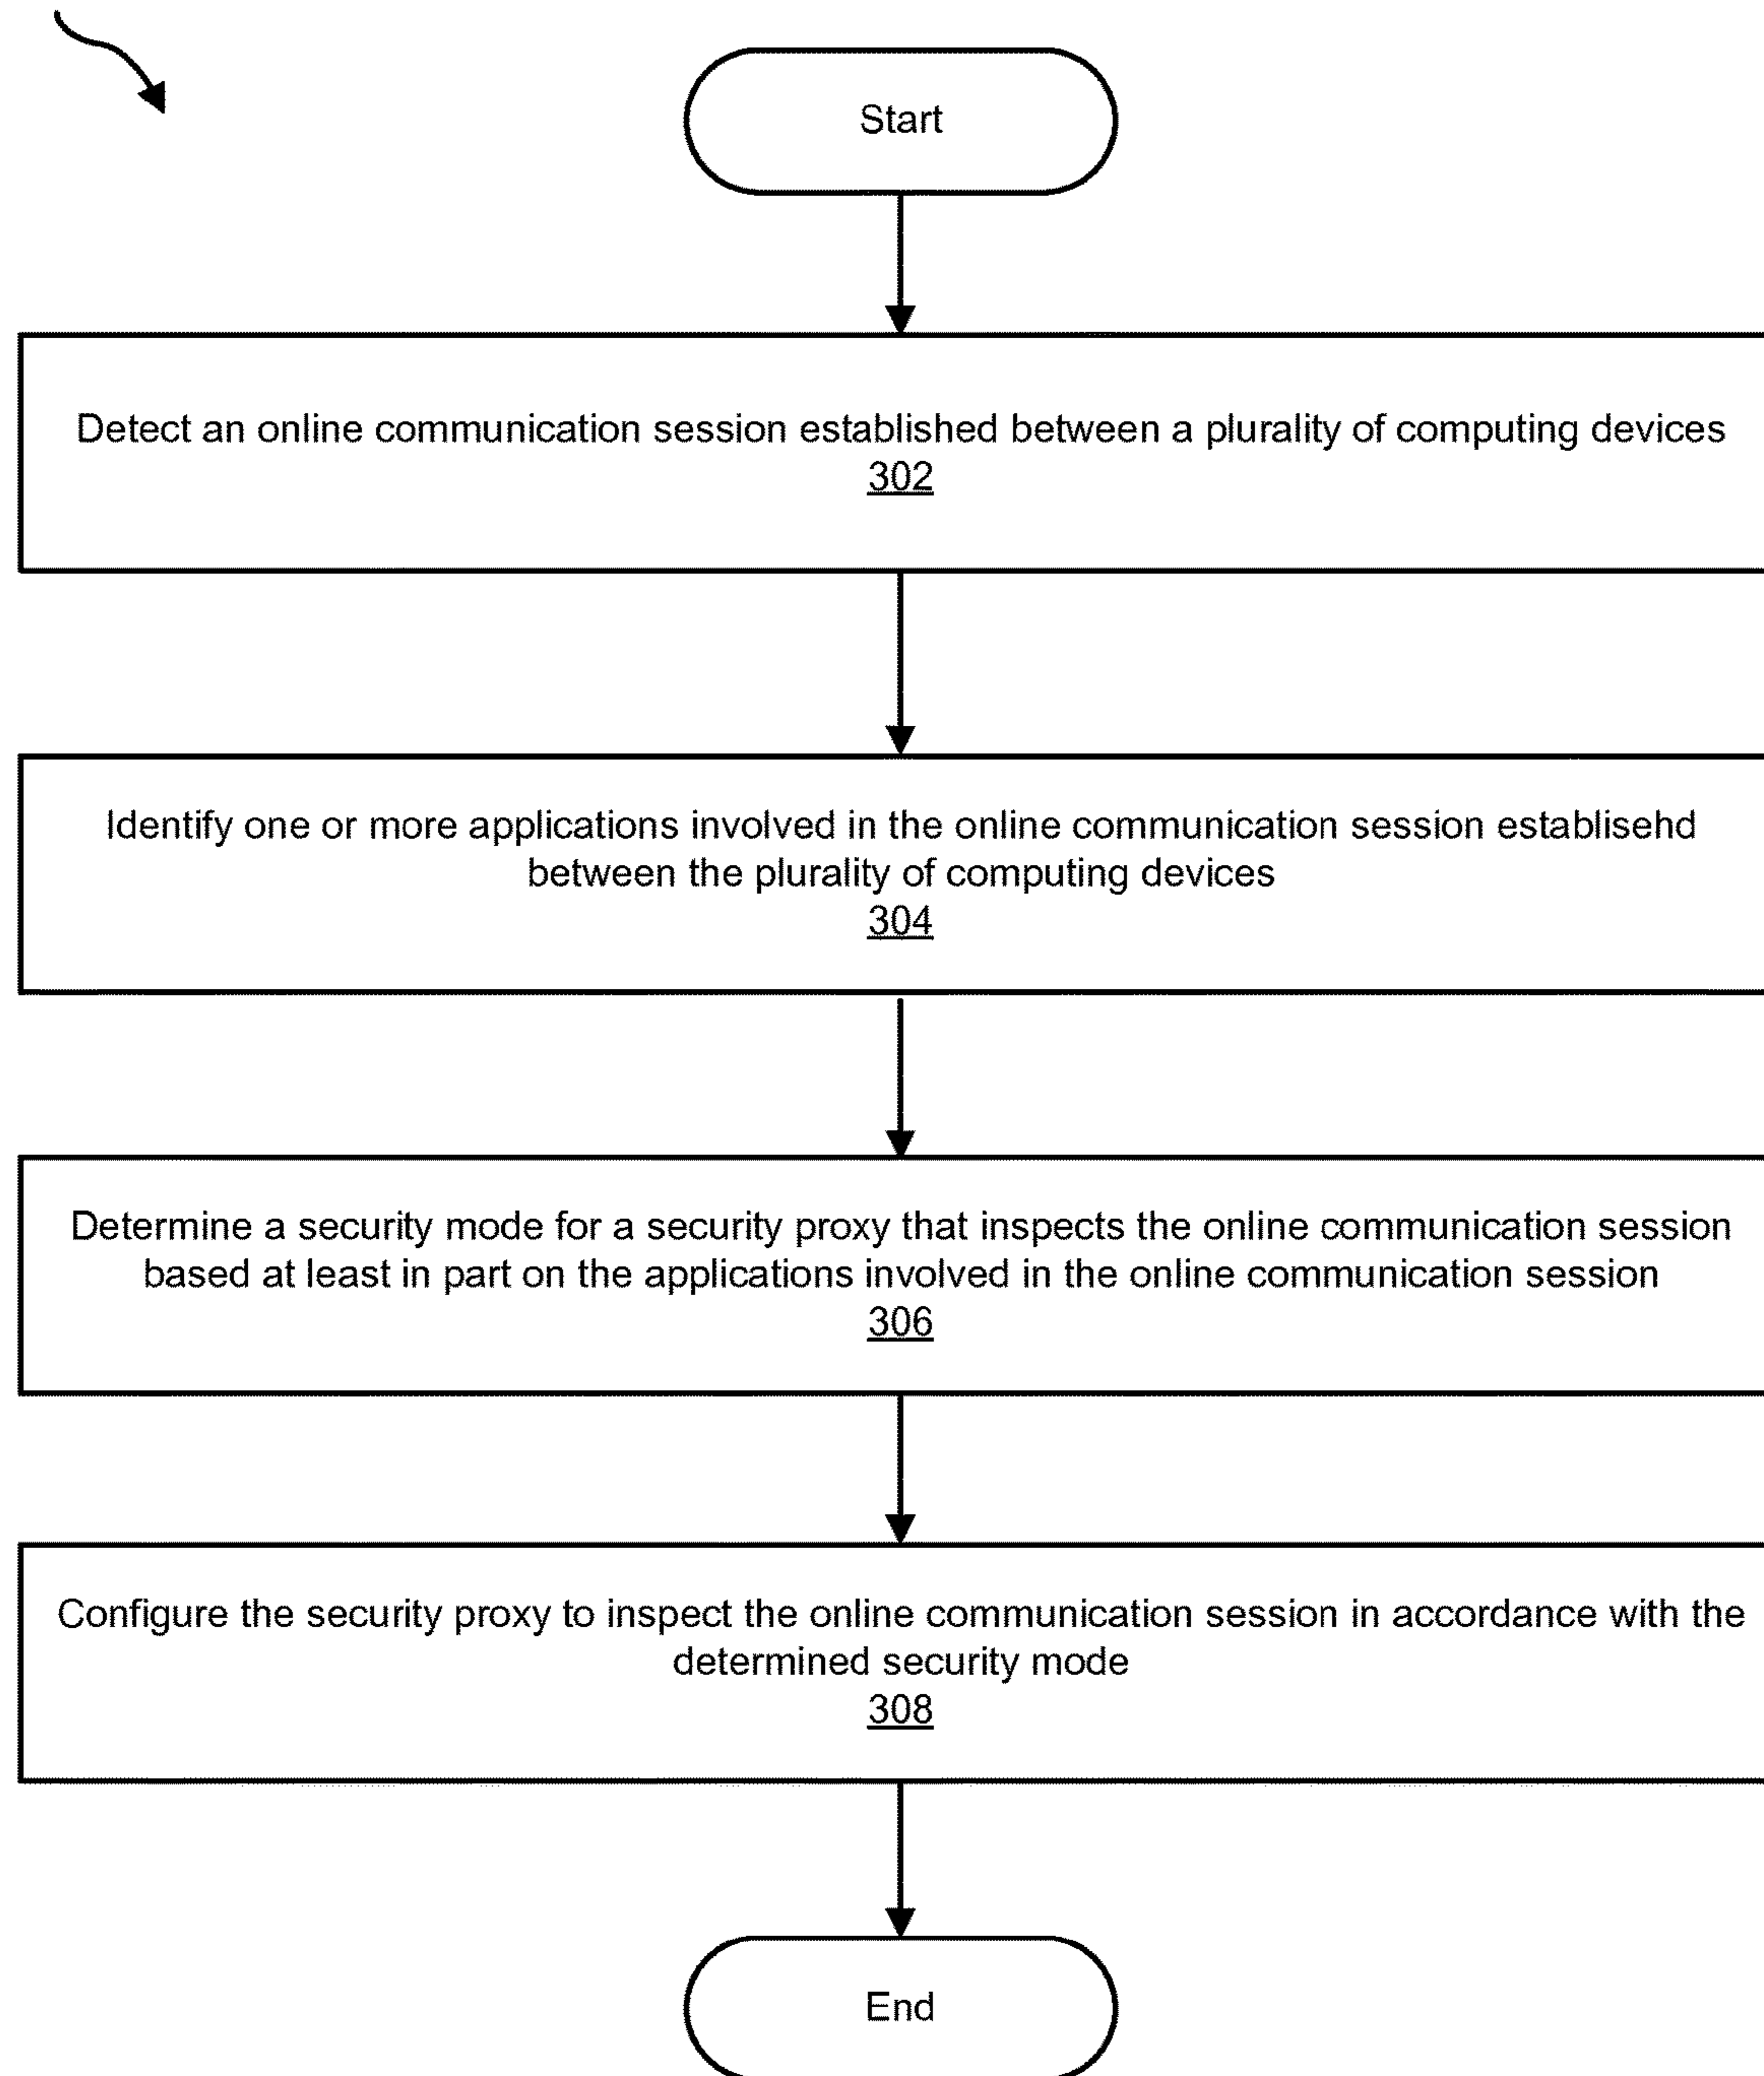 Start
Detect an online communication session established between a plurality of computing devices
302
Identify one or more applications involved in the online communication session establisehd
between the plurality of computing devices
304
Determine a security mode for a security proxy that inspects the online communication session
based at least in part on the applications involved in the online communication session
306
Configure the security proxy to inspect the online communication session in accordance with the
determined security mode
308
End